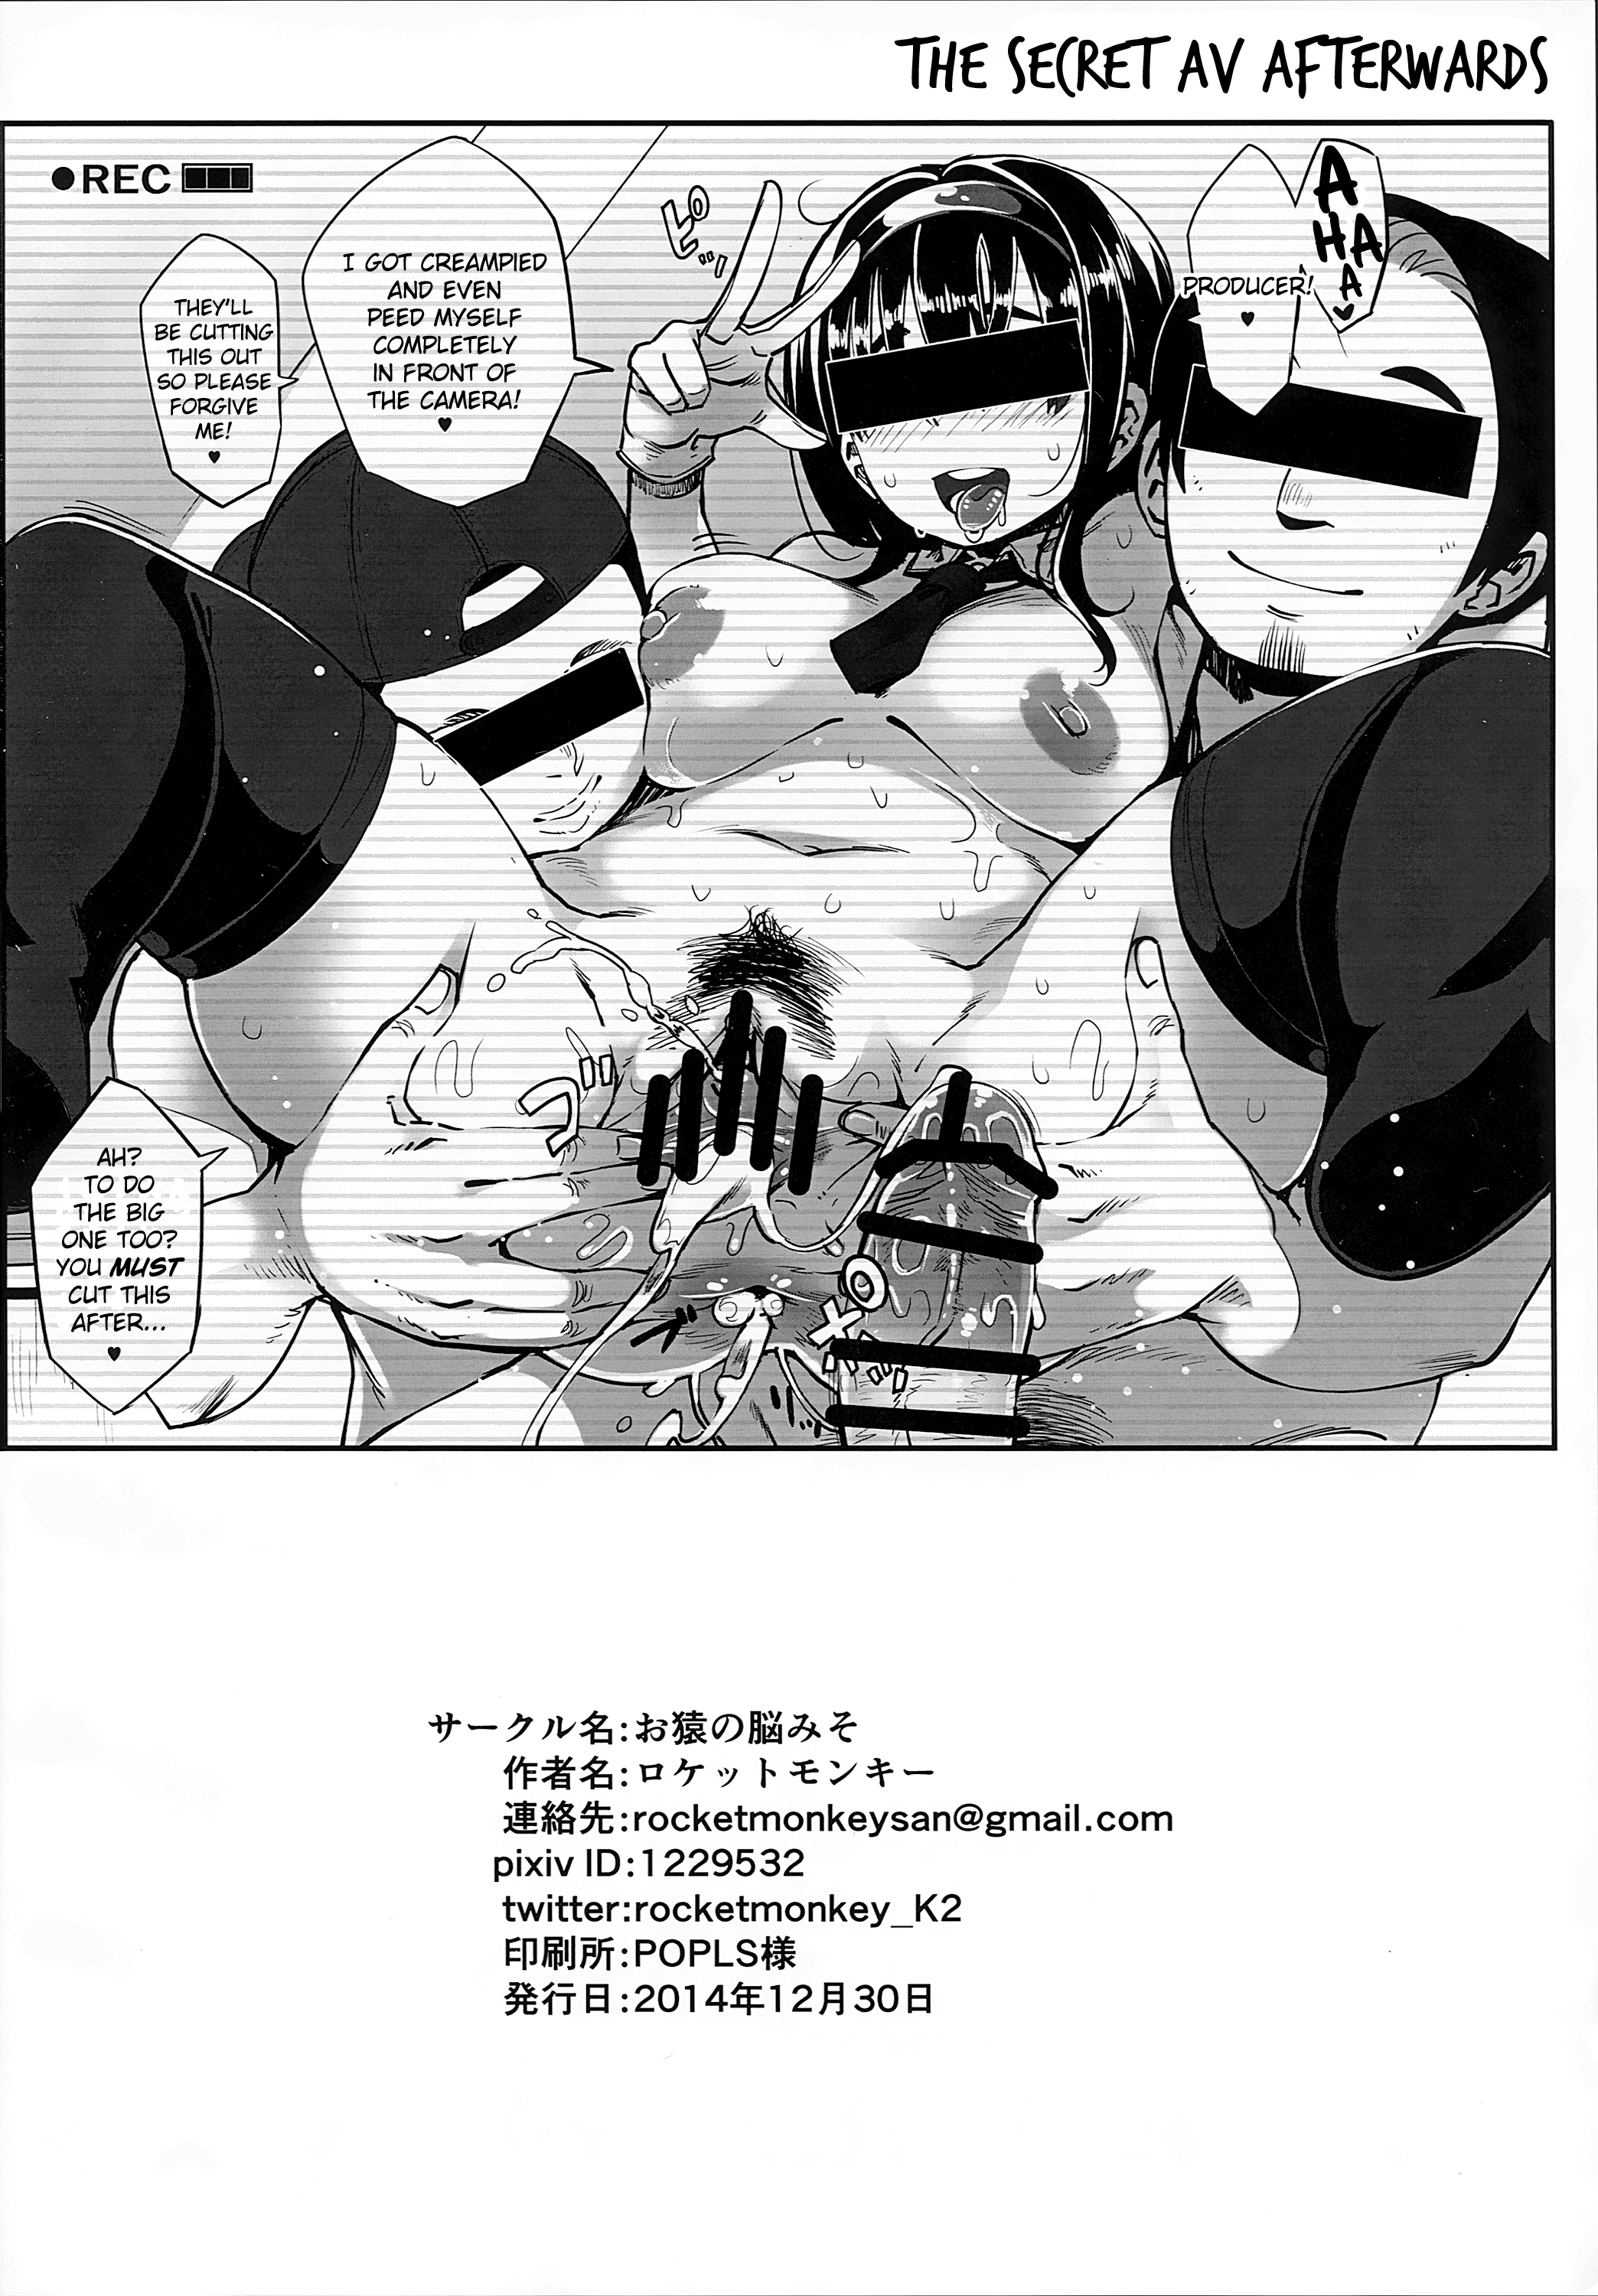 THE SECRET AV AFTERWARDS
●REC
A
HA
A♥
PRODUCER!
♥
I GOT CREAMPIED
AND EVEN
PEED MYSELF
COMPLETELY
IN FRONT OF
THE CAMERA!
♥
THEY'LL
BE CUTTING
THIS OUT
SO PLEASE
FORGIVE
ME!
♥
ピ
AH?
TO DO
THE BIG
ONE TOO?
YOU MUST
CUT THIS
AFTER...
♥
サークル名:お猿の脳みそ
作者名:ロケットモンキー
連絡先:rocketmonkeysan@gmail.com
pixiv ID:1229532
twitter:rocketmonkey_K2
印刷所:POPLS様
発行日:2014年12月30日